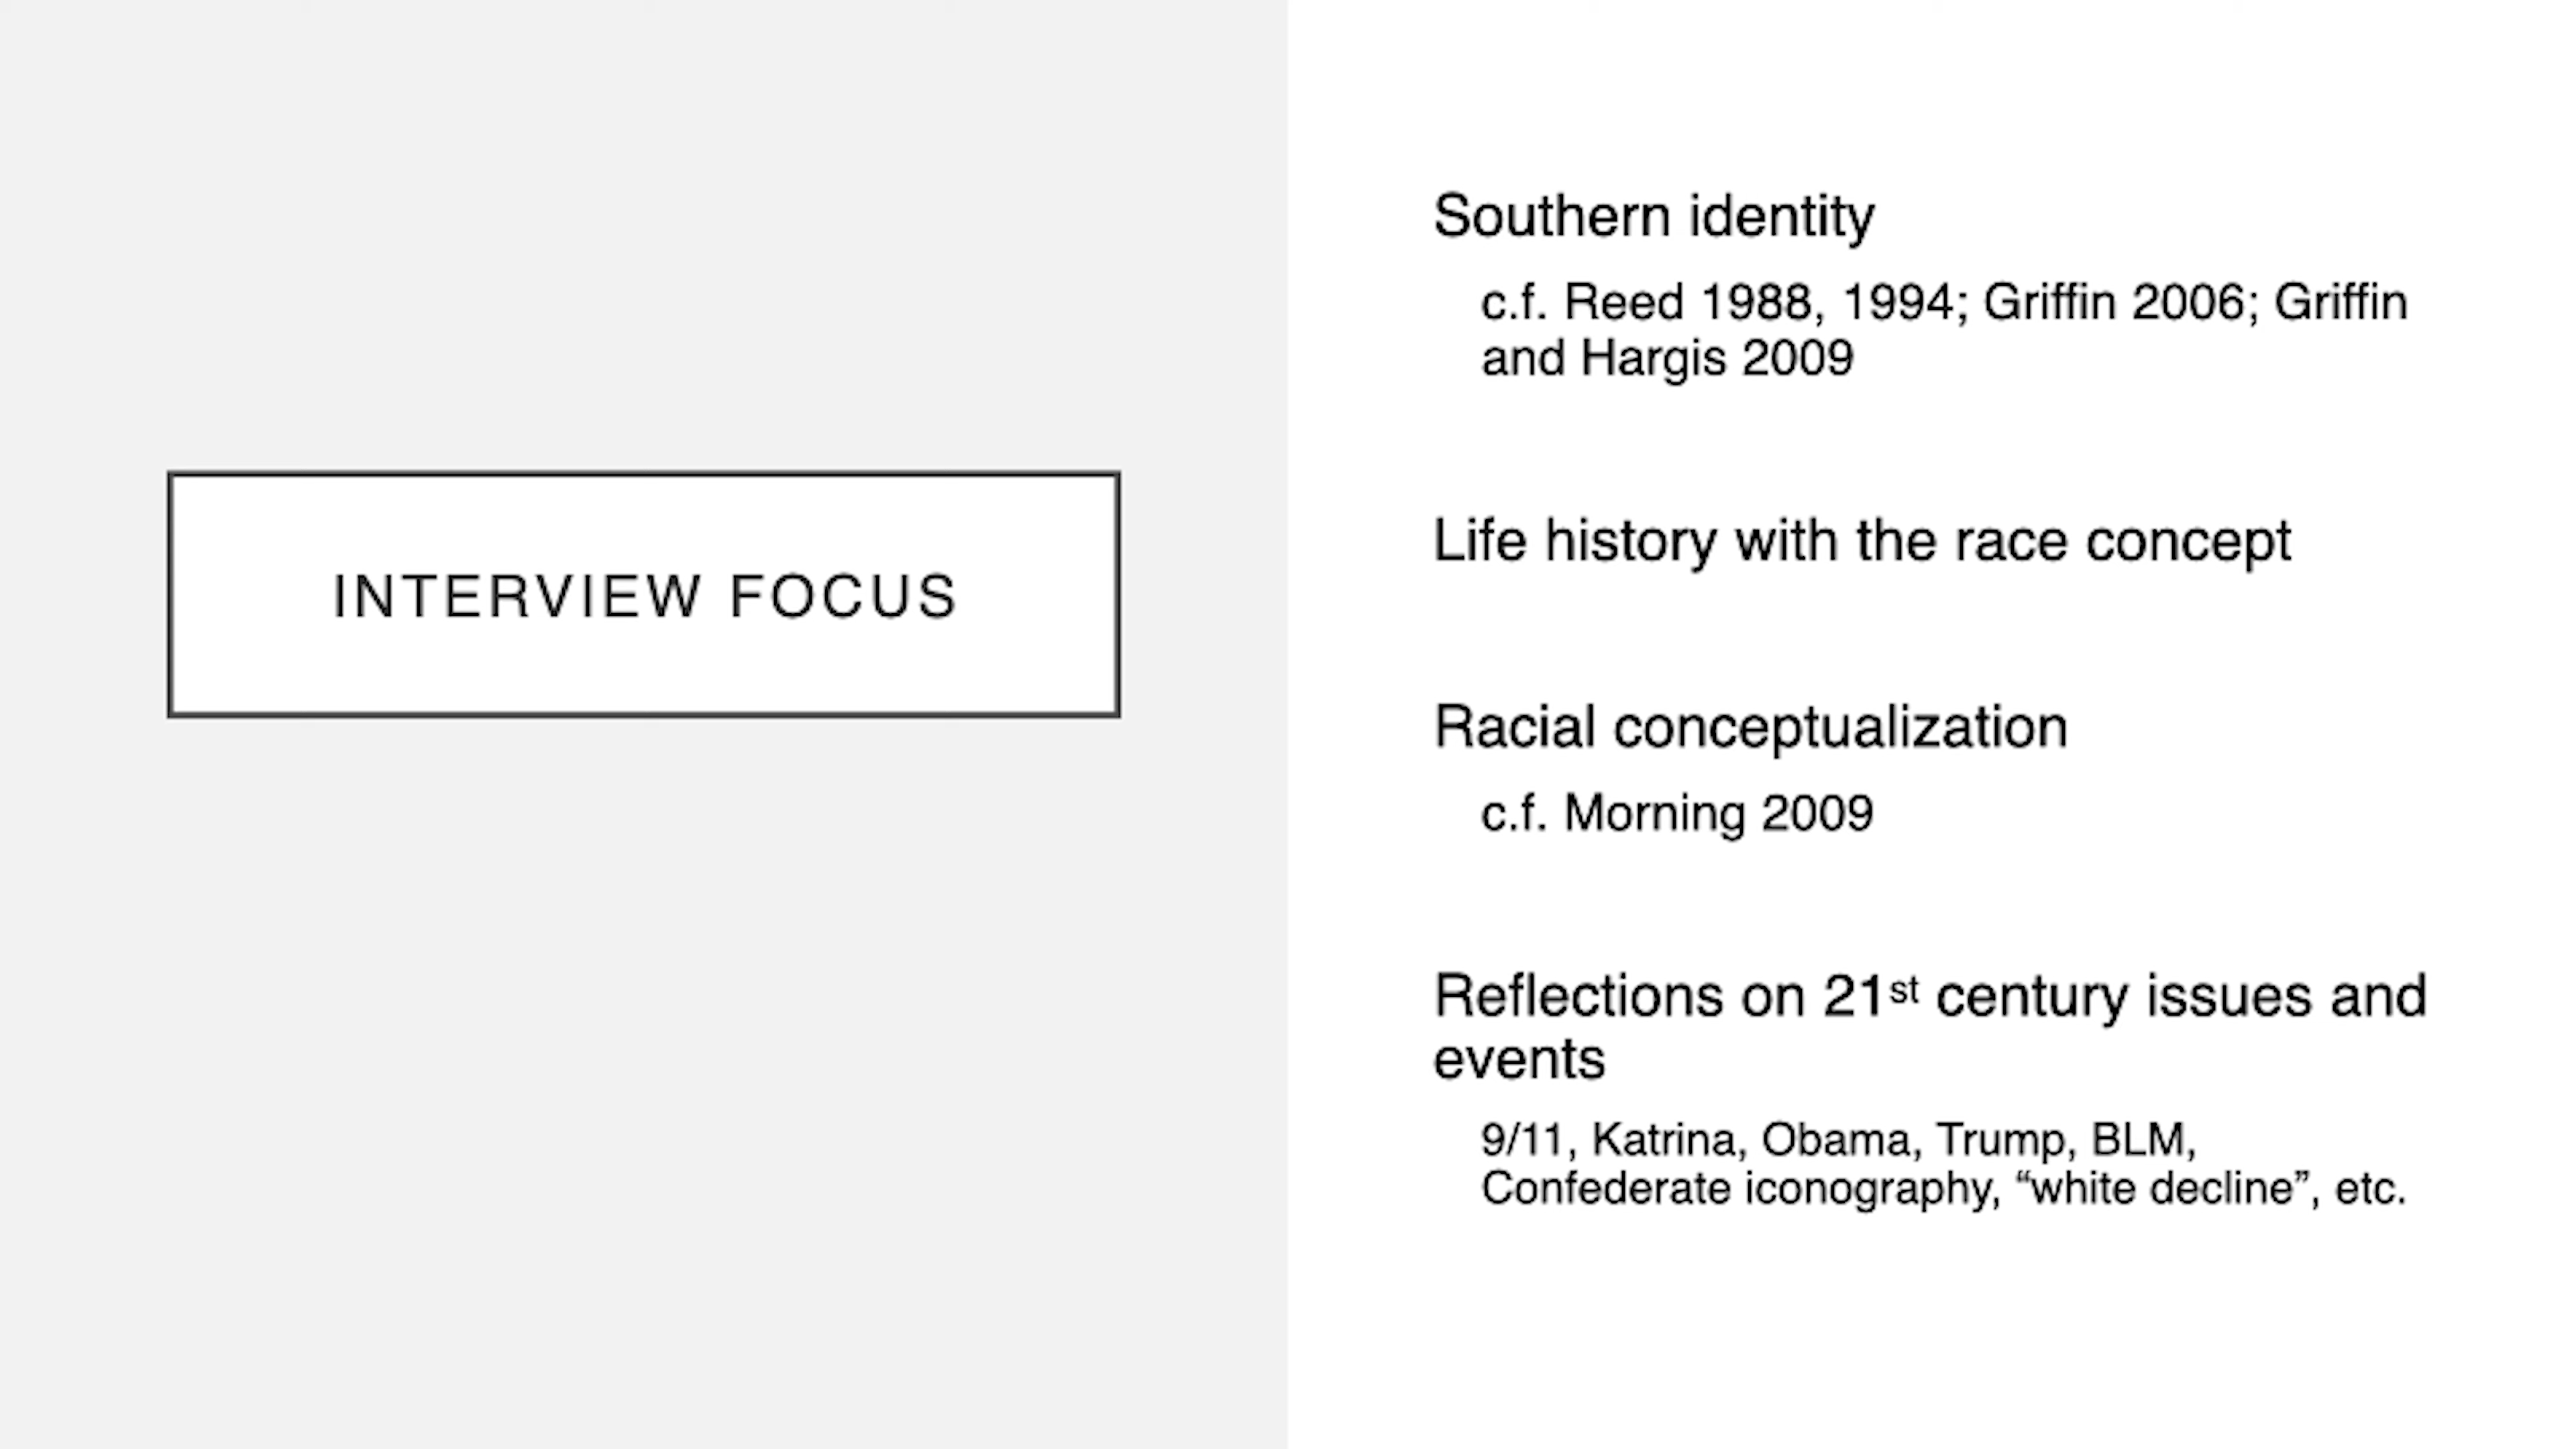 INTERVIEW FOCUS
Southern identity
c.f. Reed 1988, 1994; Griffin 2006; Griffin
and Hargis 2009
Life history with the race concept
Racial conceptualization
c.f. Morning 2009
Reflections on 21st century issues and
events
9/11, Katrina, Obama, Trump, BLM,
Confederate iconography, “white decline”, etc.